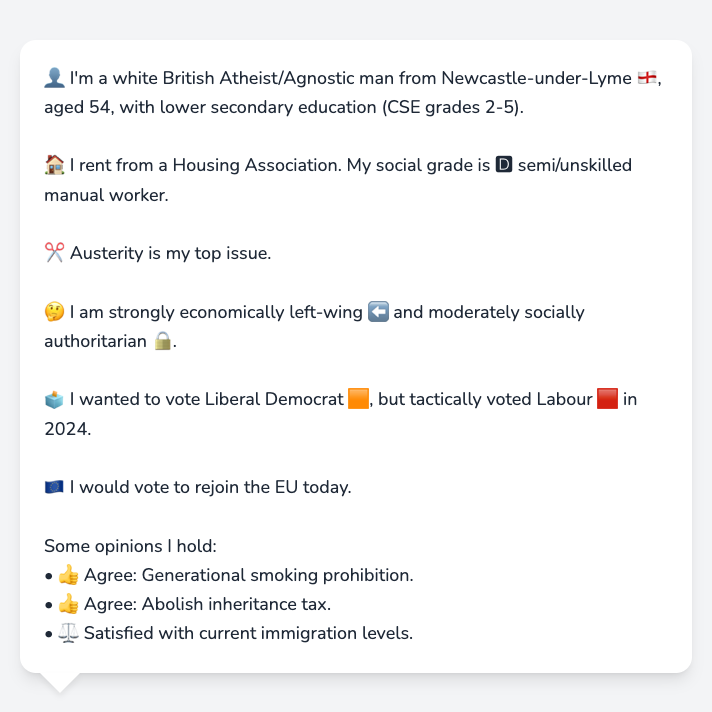 👤 I'm a white British Atheist/Agnostic man from Newcastle-under-Lyme 🏴󠁧󠁢󠁥󠁮󠁧󠁿,
aged 54, with lower secondary education (CSE grades 2-5).
🏠 I rent from a Housing Association. My social grade is 🅳 semi/unskilled
manual worker.
✂️ Austerity is my top issue.
🤔 I am strongly economically left-wing ⬅️ and moderately socially
authoritarian 🔒.
🗳️ I wanted to vote Liberal Democrat 🟧, but tactically voted Labour 🟥 in
2024.
🇪🇺 I would vote to rejoin the EU today.
Some opinions I hold:
• 👍 Agree: Generational smoking prohibition.
• 👍 Agree: Abolish inheritance tax.
• ⚖️ Satisfied with current immigration levels.